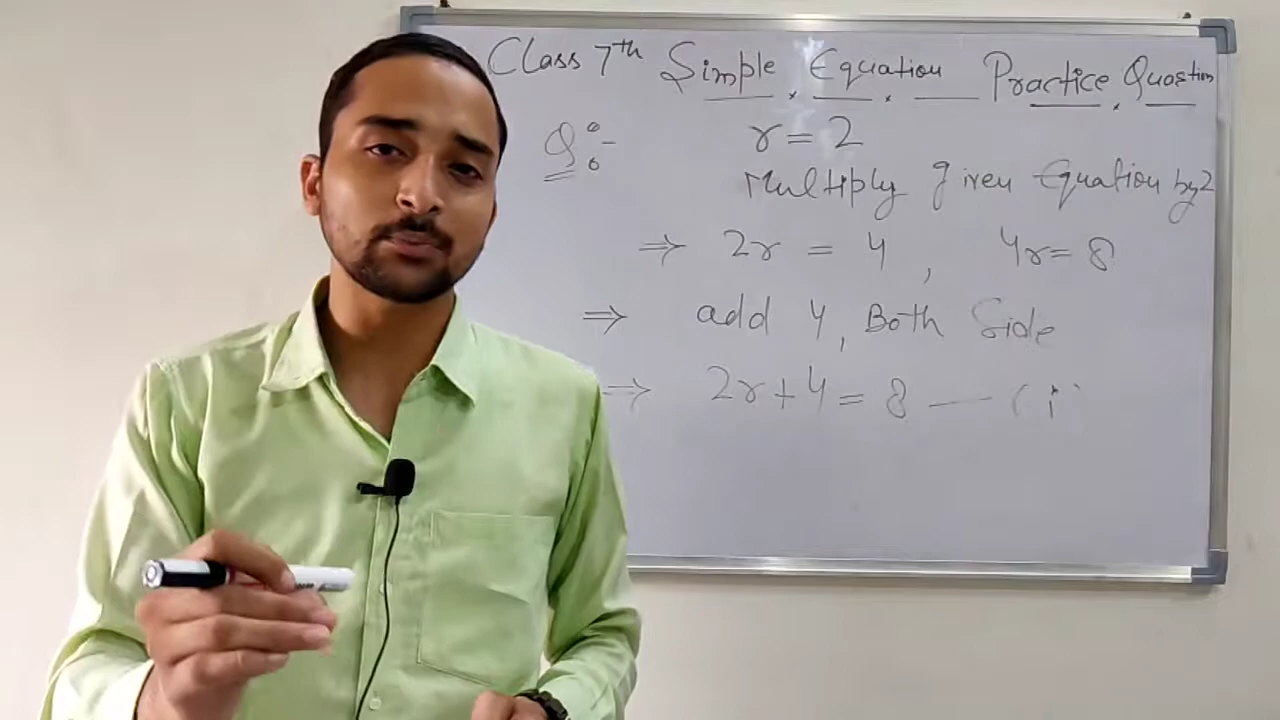 Class 7th Simple Equation Practice Question
Q:- r = 2
Multiply given Equation by 2
⇒ 2r = 4 , 4r = 8
⇒ add 4, Both Side
⇒ 2r + 4 = 8 — (i)